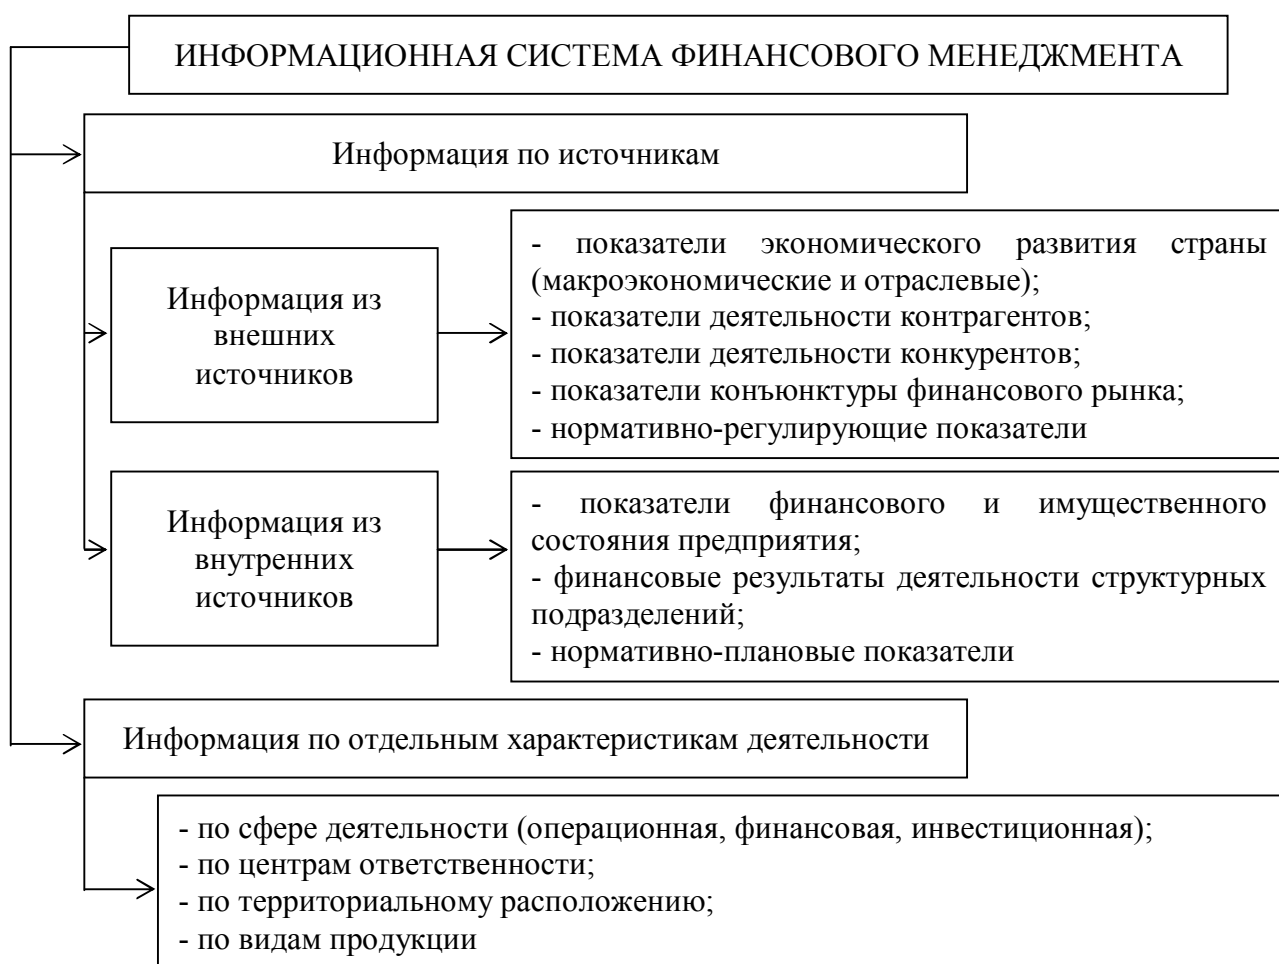 ИНФОРМАЦИОННАЯ СИСТЕМА ФИНАНСОВОГО МЕНЕДЖМЕНТА
Информация по источникам
Информация из
внешних
источников
- показатели экономического развития страны
(макроэкономические и отраслевые);
- показатели деятельности контрагентов;
- показатели деятельности конкурентов;
- показатели конъюнктуры финансового рынка;
- нормативно-регулирующие показатели
Информация из
внутренних
источников
- показатели финансового и имущественного
состояния предприятия;
- финансовые результаты деятельности структурных
подразделений;
- нормативно-плановые показатели
Информация по отдельным характеристикам деятельности
- по сфере деятельности (операционная, финансовая, инвестиционная);
- по центрам ответственности;
- по территориальному расположению;
- по видам продукции